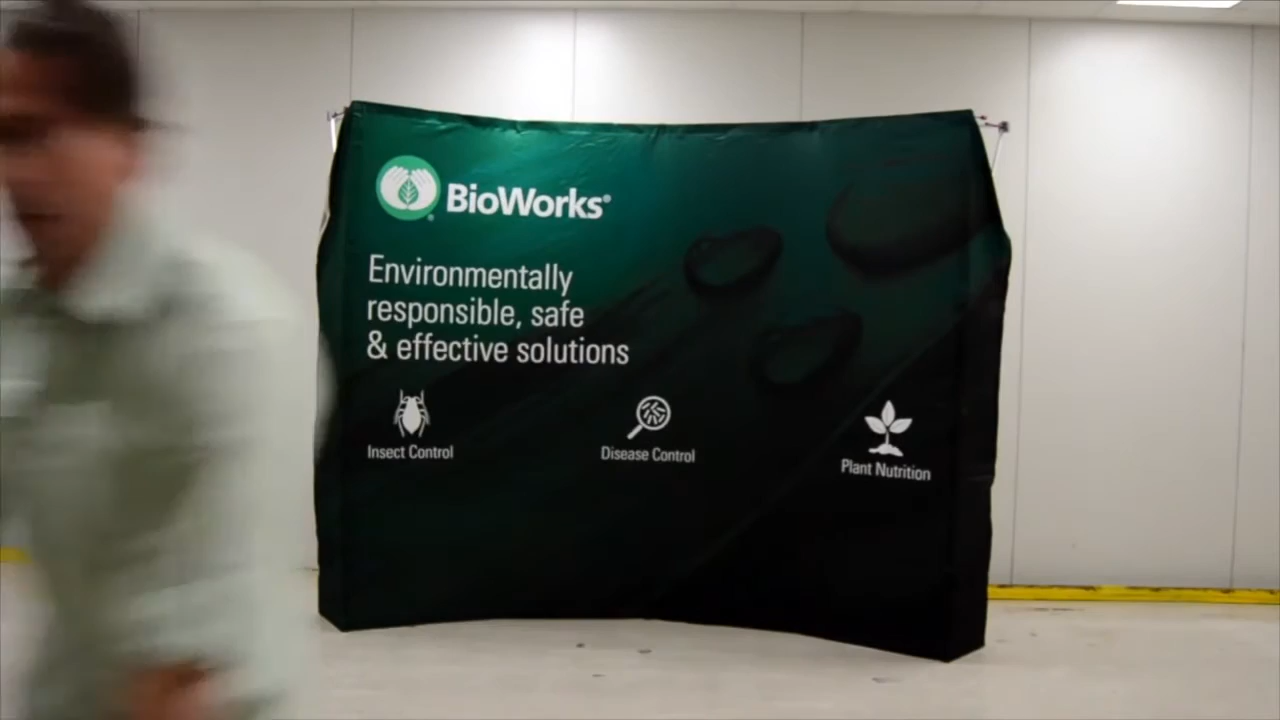 BioWorks®
Environmentally
responsible, safe
& effective solutions
Insect Control
Disease Control
Plant Nutrition